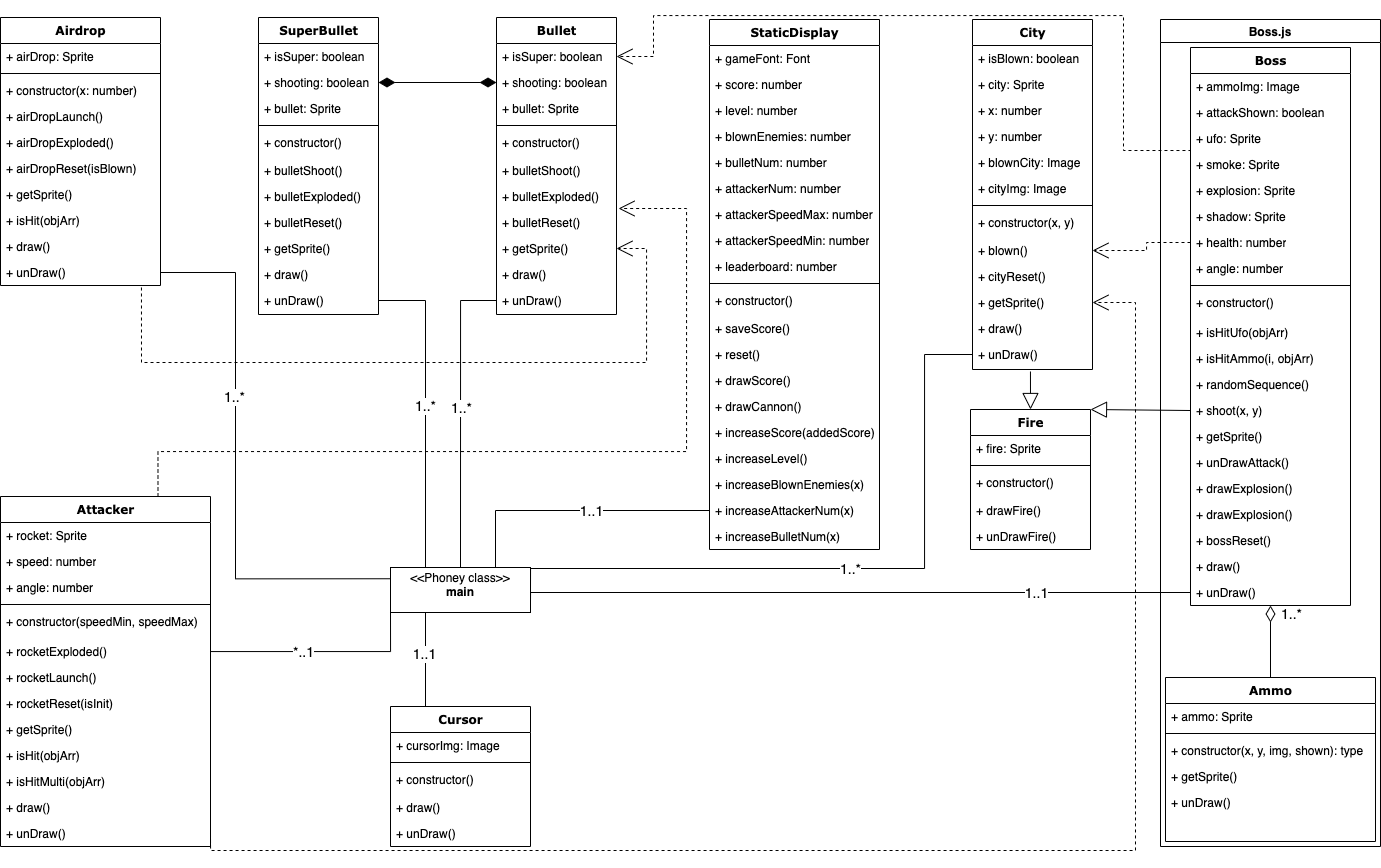 Airdrop
+ airDrop: Sprite
+ constructor(x: number)
+ airDropLaunch()
+ airDropExploded()
+ airDropReset(isBlown)
+ getSprite()
+ isHit(objArr)
+ draw()
+ unDraw()
SuperBullet
+ isSuper: boolean
+ shooting: boolean
+ bullet: Sprite
+ constructor()
+ bulletShoot()
+ bulletExploded()
+ bulletReset()
+ getSprite()
+ draw()
+ unDraw()
Bullet
+ isSuper: boolean
+ shooting: boolean
+ bullet: Sprite
+ constructor()
+ bulletShoot()
+ bulletExploded()
+ bulletReset()
+ getSprite()
+ draw()
+ unDraw()
StaticDisplay
+ gameFont: Font
+ score: number
+ level: number
+ blownEnemies: number
+ bulletNum: number
+ attackerNum: number
+ attackerSpeedMax: number
+ attackerSpeedMin: number
+ leaderboard: number
+ constructor()
+ saveScore()
+ reset()
+ drawScore()
+ drawCannon()
+ increaseScore(addedScore)
+ increaseLevel()
+ increaseBlownEnemies(x)
+ increaseAttackerNum(x)
+ increaseBulletNum(x)
City
+ isBlown: boolean
+ city: Sprite
+ x: number
+ y: number
+ blownCity: Image
+ cityImg: Image
+ constructor(x, y)
+ blown()
+ cityReset()
+ getSprite()
+ draw()
+ unDraw()
Boss.js
Boss
+ ammoImg: Image
+ attackShown: boolean
+ ufo: Sprite
+ smoke: Sprite
+ explosion: Sprite
+ shadow: Sprite
+ health: number
+ angle: number
+ constructor()
+ isHitUfo(objArr)
+ isHitAmmo(i, objArr)
+ randomSequence()
+ shoot(x, y)
+ getSprite()
+ unDrawAttack()
+ drawExplosion()
+ drawExplosion()
+ bossReset()
+ draw()
+ unDraw()
Fire
+ fire: Sprite
+ constructor()
+ drawFire()
+ unDrawFire()
1..*
1..*
1..*
1..1
1..*
1..1
1..*
*..1
1..1
<<Phoney class>>
main
Attacker
+ rocket: Sprite
+ speed: number
+ angle: number
+ constructor(speedMin, speedMax)
+ rocketExploded()
+ rocketLaunch()
+ rocketReset(isInit)
+ getSprite()
+ isHit(objArr)
+ isHitMulti(objArr)
+ draw()
+ unDraw()
Cursor
+ cursorImg: Image
+ constructor()
+ draw()
+ unDraw()
Ammo
+ ammo: Sprite
+ constructor(x, y, img, shown): type
+ getSprite()
+ unDraw()